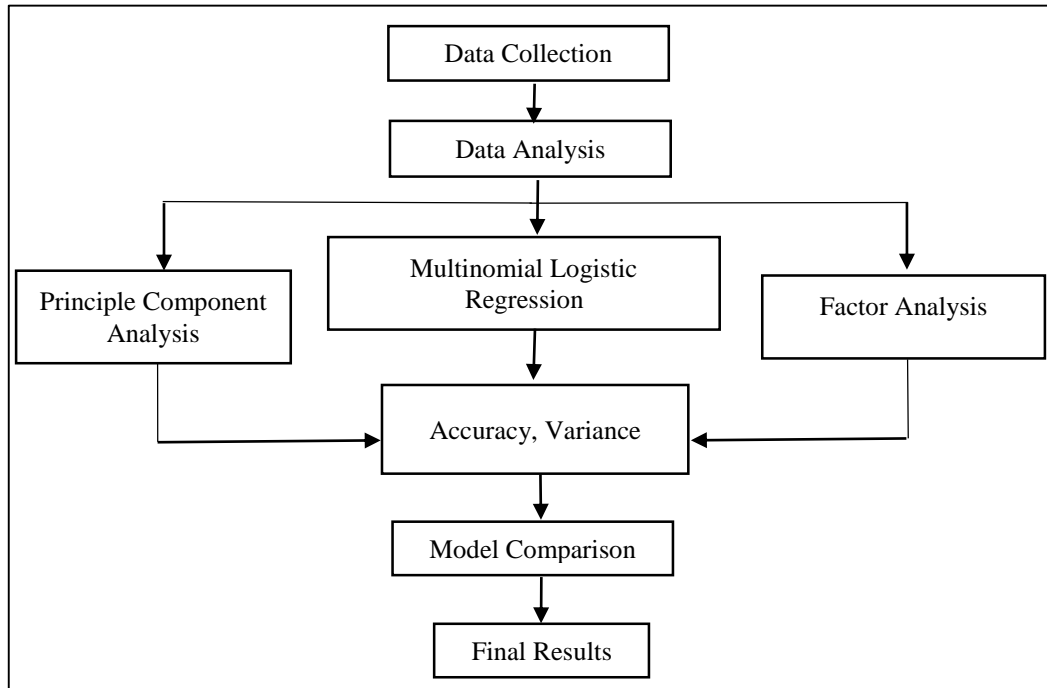 Data Collection
Data Analysis
Principle Component
Analysis
Multinomial Logistic
Regression
Factor Analysis
Accuracy, Variance
Model Comparison
Final Results